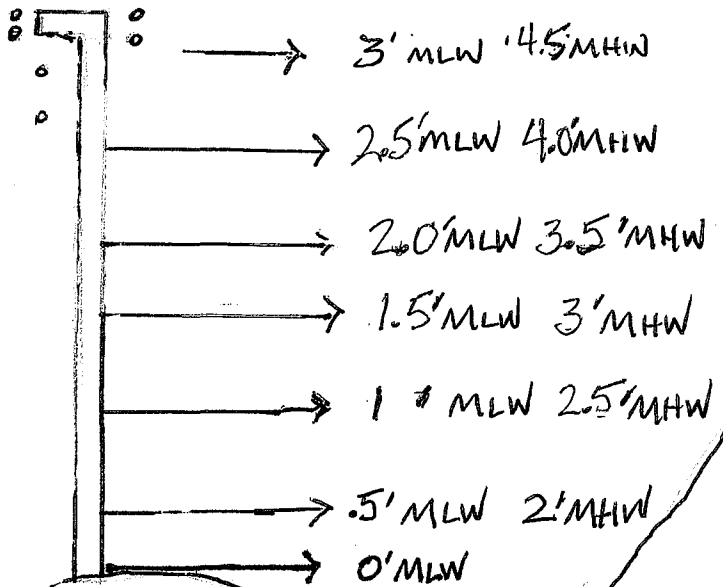 3' MLW 4.5'MHW
2.5'MLW 4.0'MHW
2.0'MLW 3.5'MHW
1.5'MLW 3'MHW
1 ' MLW 2.5'MHW
.5' MLW 2'MHW
0'MLW